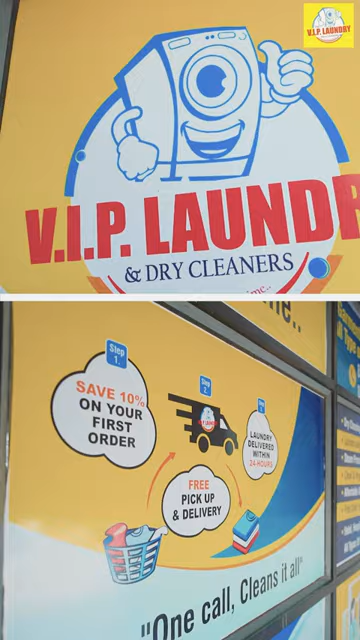 V.I.P. LAUNDRY
V.I.P. LAUNDR
& DRY CLEANERS
Step
1.
SAVE 10%
ON YOUR
FIRST
ORDER
Step
2.
LAUNDRY
DELIVERED
WITHIN
24-HOURS
FREE
PICK UP
& DELIVERY
"One call, Cleans it all"